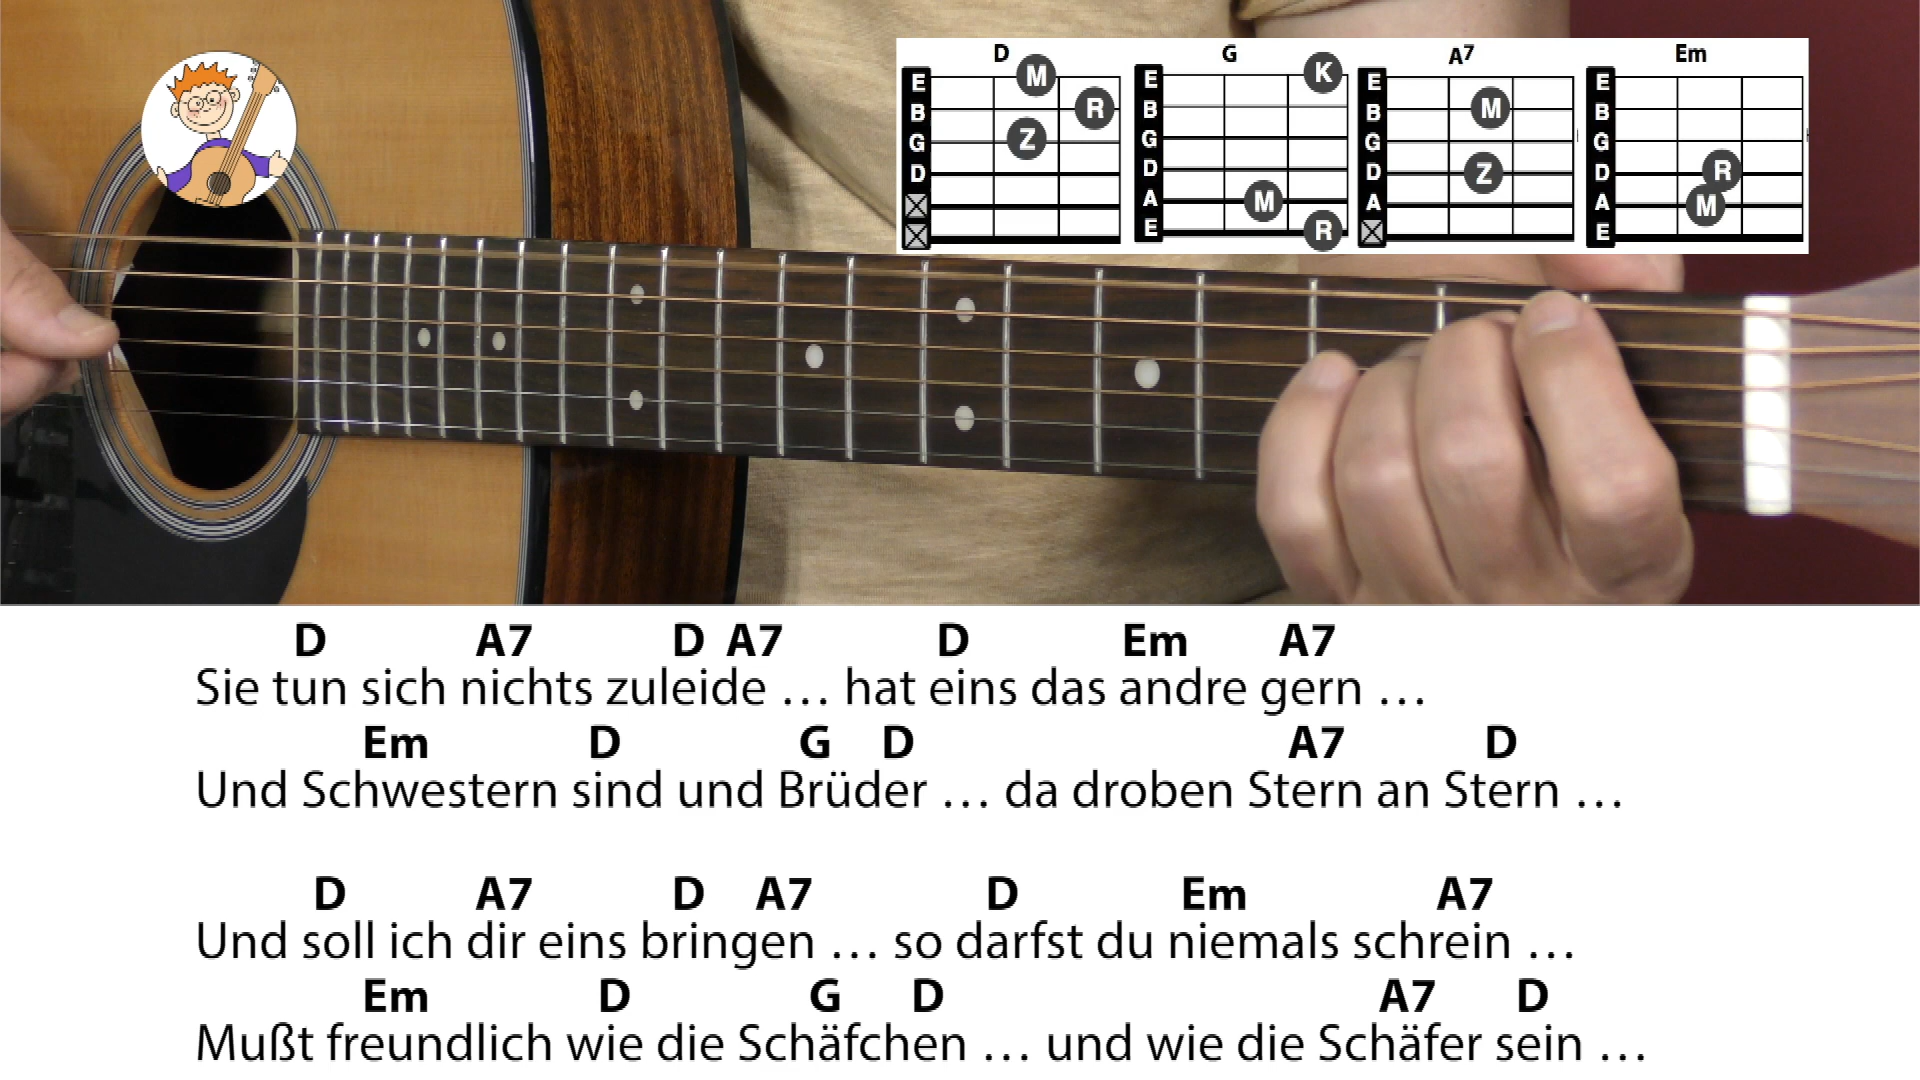 D G A7 Em
E M E K E E
B R B B M B
G Z G G G
D D D Z D R
A M A A M
E R E
D A7 D A7 D Em A7
Sie tun sich nichts zuleide … hat eins das andre gern …
Em D G D A7 D
Und Schwestern sind und Brüder … da droben Stern an Stern …
D A7 D A7 D Em A7
Und soll ich dir eins bringen … so darfst du niemals schrein …
Em D G D A7 D
Mußt freundlich wie die Schäfchen … und wie die Schäfer sein …